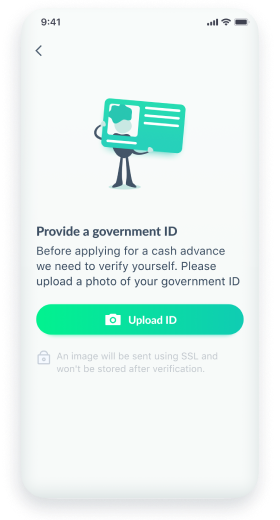 9:41
Provide a government ID
Before applying for a cash advance
we need to verify yourself. Please
upload a photo of your government ID
Upload ID
An image will be sent using SSL and
won't be stored after verification.